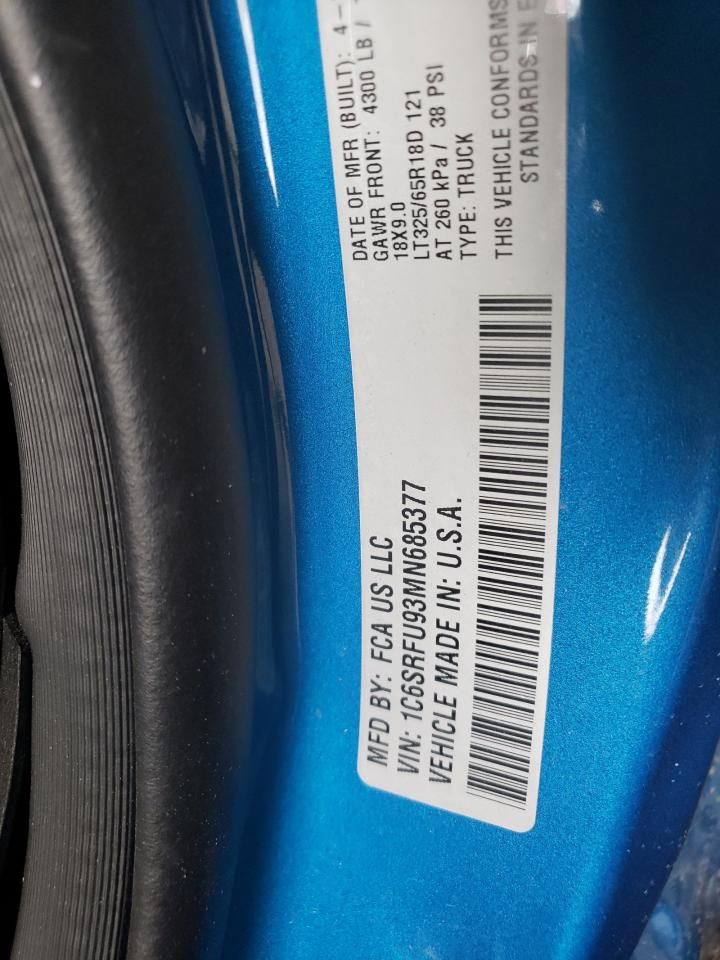 MFD BY: FCA US LLC
VIN: 1C6SRFU93MN685377
VEHICLE MADE IN: U.S.A.
DATE OF MFR (BUILT): 4-
GAWR FRONT: 4300 LB /
18X9.0
LT325/65R18D 121
AT 260 kPa / 38 PSI
TYPE: TRUCK
THIS VEHICLE CONFORMS
STANDARDS IN E